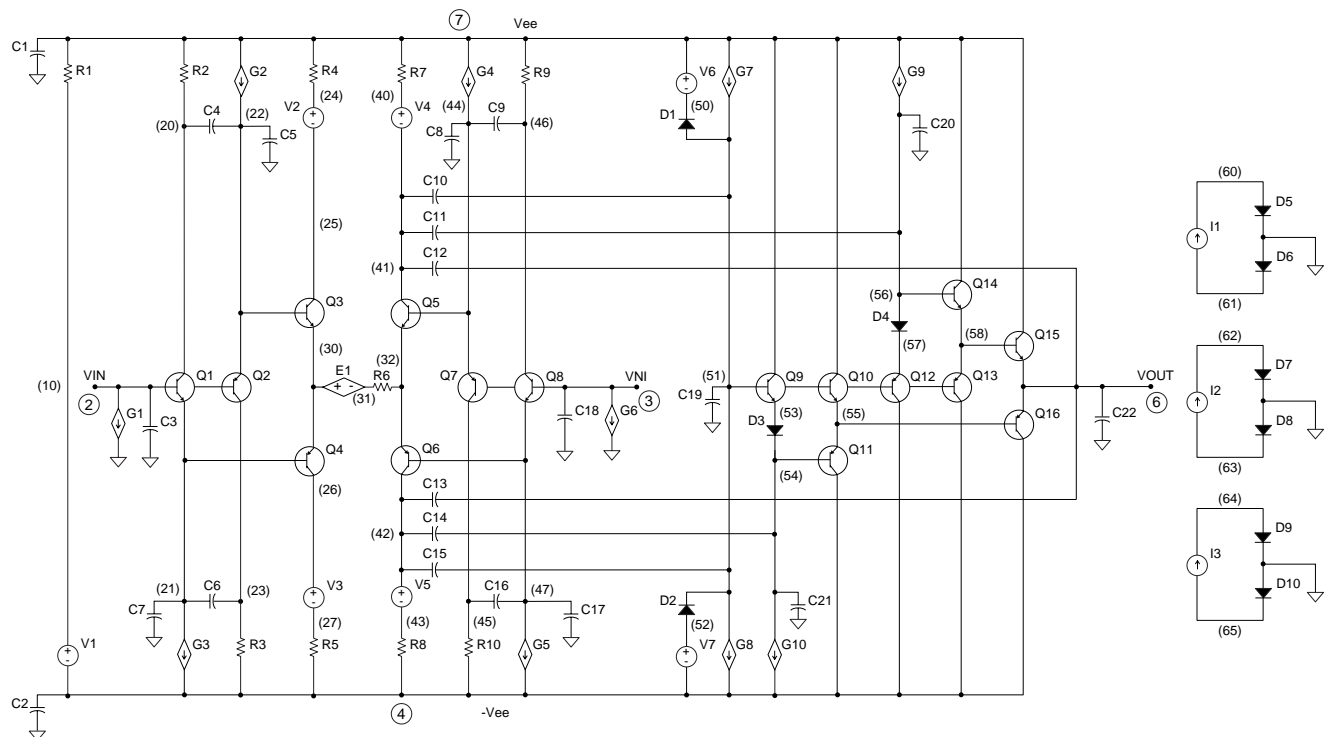 7 Vee
C1 R1 R2 G2 R4 R7 G4 R9 V6 G7 G9
(24) (40) (44) (50)
V2 V4 C9
C4 (22) D1
(20) C5 C8 (46) C20
C10
(60)
(25) C11 D5
I1
C12 D6
(41) (61)
Q3 Q5 (56) Q14
D4
(30) (32) (57) (58) Q15 (62)
VIN E1 R6 VNI D7
(10) Q1 Q2 Q7 Q8 (51) Q9 Q10 Q12 Q13 VOUT
(31) I2
2 G1 C3 C18 3 G6 C19 (53) (55) Q16 C22 6
D3 D8
Q4 Q6 Q11
(26) (54) (63)
C13
C14 (64)
(42) D9
C15 I3
C6 V3 V5 C16 D10
(21) (23) (47) D2 C21
C7 (27) (43) (45) C17 (52) (65)
V1 G3 R3 R5 R8 R10 G5 V7 G8 G10
C2
4 -Vee